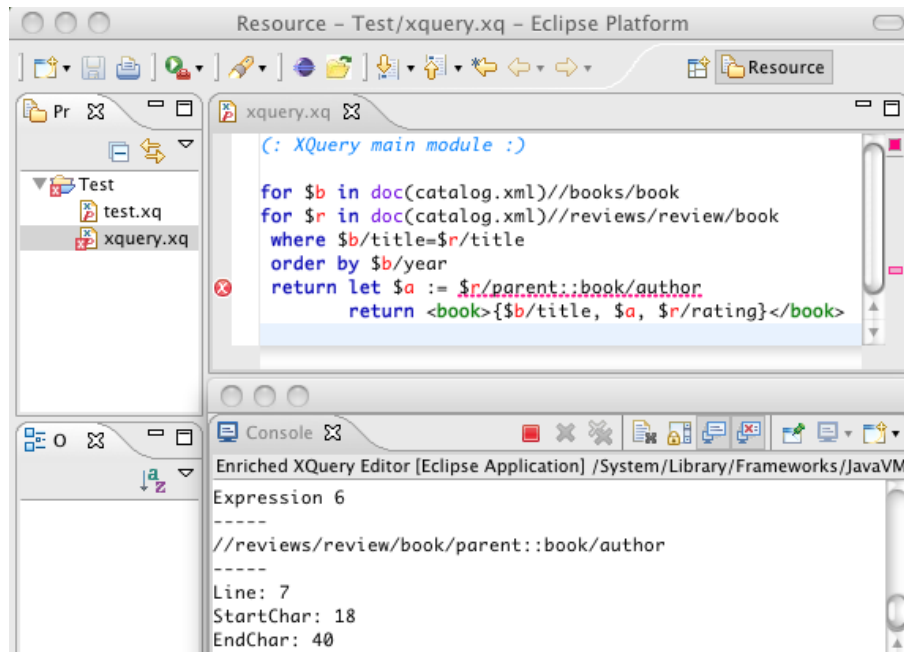 Resource – Test/xquery.xq – Eclipse Platform
Resource
Pr
Test
test.xq
xquery.xq
xquery.xq
(: XQuery main module :)
for $b in doc(catalog.xml)//books/book
for $r in doc(catalog.xml)//reviews/review/book
where $b/title=$r/title
order by $b/year
return let $a := $r/parent::book/author
return <book>{$b/title, $a, $r/rating}</book>
O
a
z
Console
Enriched XQuery Editor [Eclipse Application] /System/Library/Frameworks/JavaVM
Expression 6
-----
//reviews/review/book/parent::book/author
-----
Line: 7
StartChar: 18
EndChar: 40